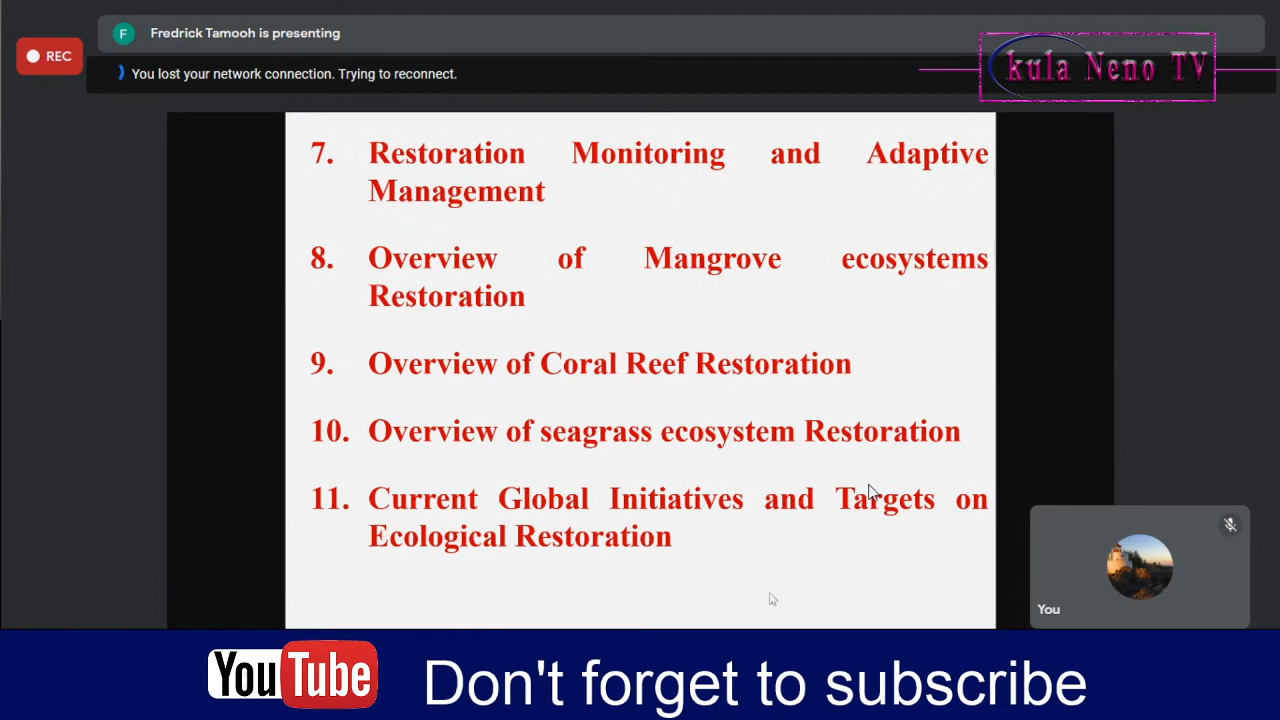 F Fredrick Tamooh is presenting
REC
You lost your network connection. Trying to reconnect.
kula Neno TV
7. Restoration Monitoring and Adaptive
Management
8. Overview of Mangrove ecosystems
Restoration
9. Overview of Coral Reef Restoration
10. Overview of seagrass ecosystem Restoration
11. Current Global Initiatives and Targets on
Ecological Restoration
You
YouTube Don't forget to subscribe